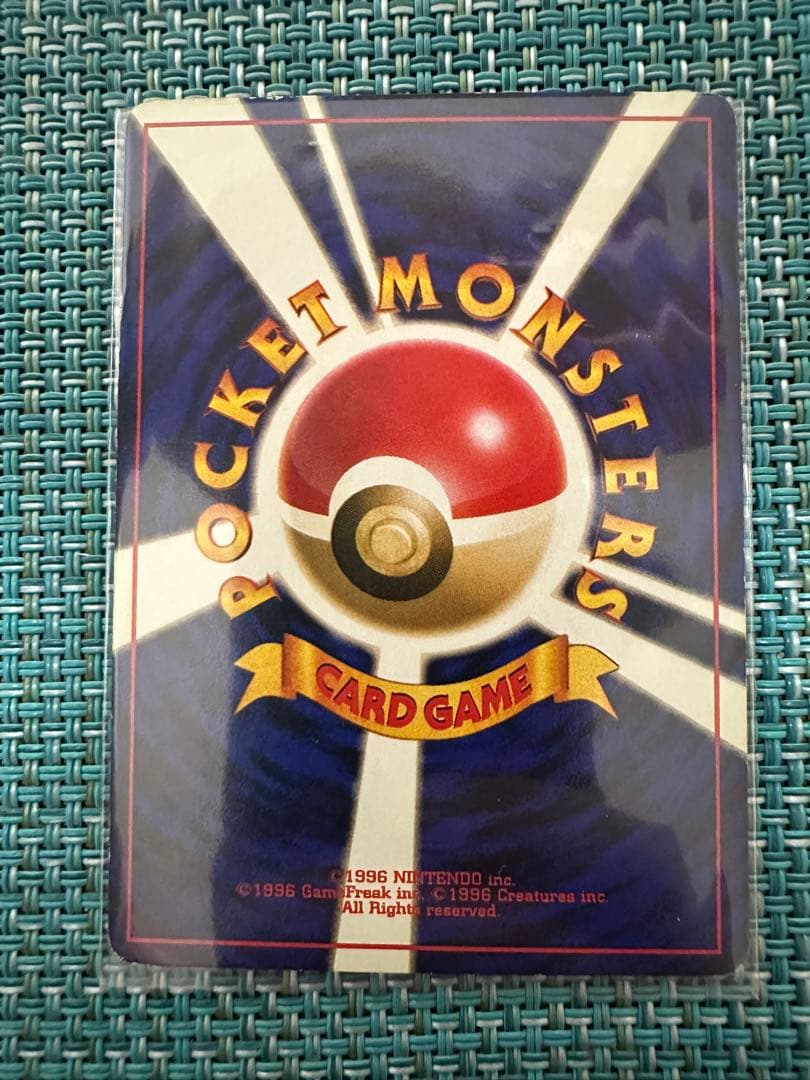 POCKET MONSTERS
CARD GAME
©1996 NINTENDO inc.
©1996 GameFreak inc. ©1996 Creatures inc.
All Rights reserved.